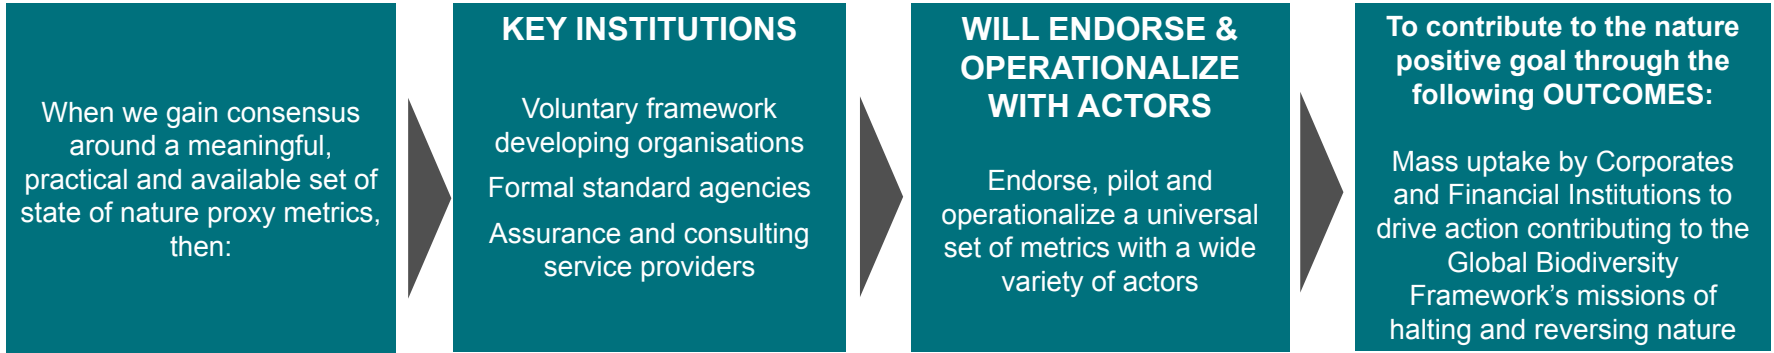 When we gain consensus
around a meaningful,
practical and available set of
state of nature proxy metrics,
then:
KEY INSTITUTIONS
Voluntary framework
developing organisations
Formal standard agencies
Assurance and consulting
service providers
WILL ENDORSE &
OPERATIONALIZE
WITH ACTORS
Endorse, pilot and
operationalize a universal
set of metrics with a wide
variety of actors
To contribute to the nature
positive goal through the
following OUTCOMES:
Mass uptake by Corporates
and Financial Institutions to
drive action contributing to the
Global Biodiversity
Framework’s missions of
halting and reversing nature